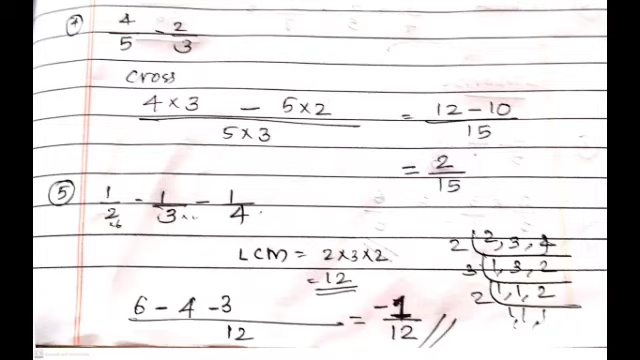 ④ 4/5 - 2/3
Cross
(4×3 - 5×2)/(5×3) = (12-10)/15
= 2/15
⑤ 1/2 - 1/3 - 1/4
LCM = 2×3×2
= 12
2 | 2, 3, 4
3 | 1, 3, 2
2 | 1, 1, 2
1, 1, 1
(6 - 4 - 3)/12 = -1/12 //